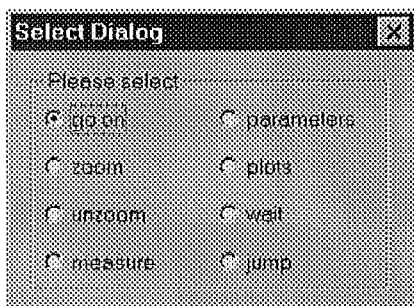 Select Dialog
Please select
go on
parameters
zoom
plots
unzoom
wait
measure
jump